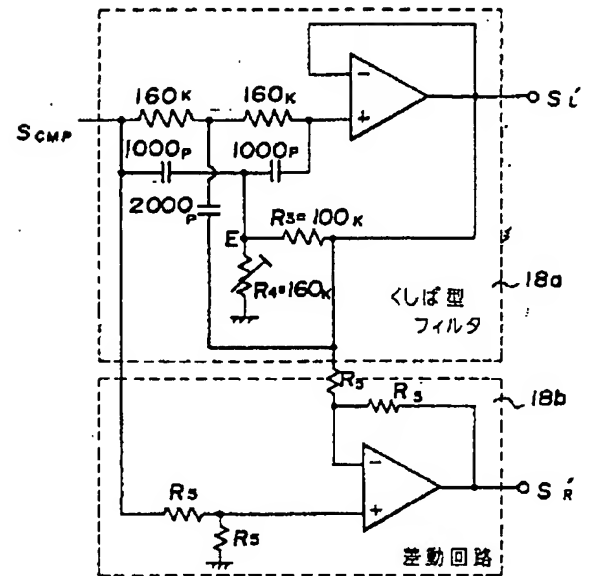 160K 160K
SCMP
1000P 1000P
2000P
− + SL'
E R3=100K
R4=160K
くしば型
フィルタ
18a
R5 R5
18b
− + SR'
R5
R5
差動回路